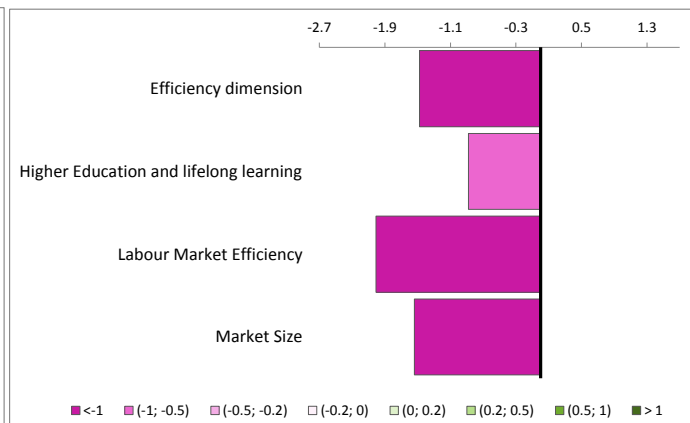 -2.7 -1.9 -1.1 -0.3 0.5 1.3
Efficiency dimension
Higher Education and lifelong learning
Labour Market Efficiency
Market Size
<-1 (-1; -0.5) (-0.5; -0.2) (-0.2; 0) (0; 0.2) (0.2; 0.5) (0.5; 1) > 1